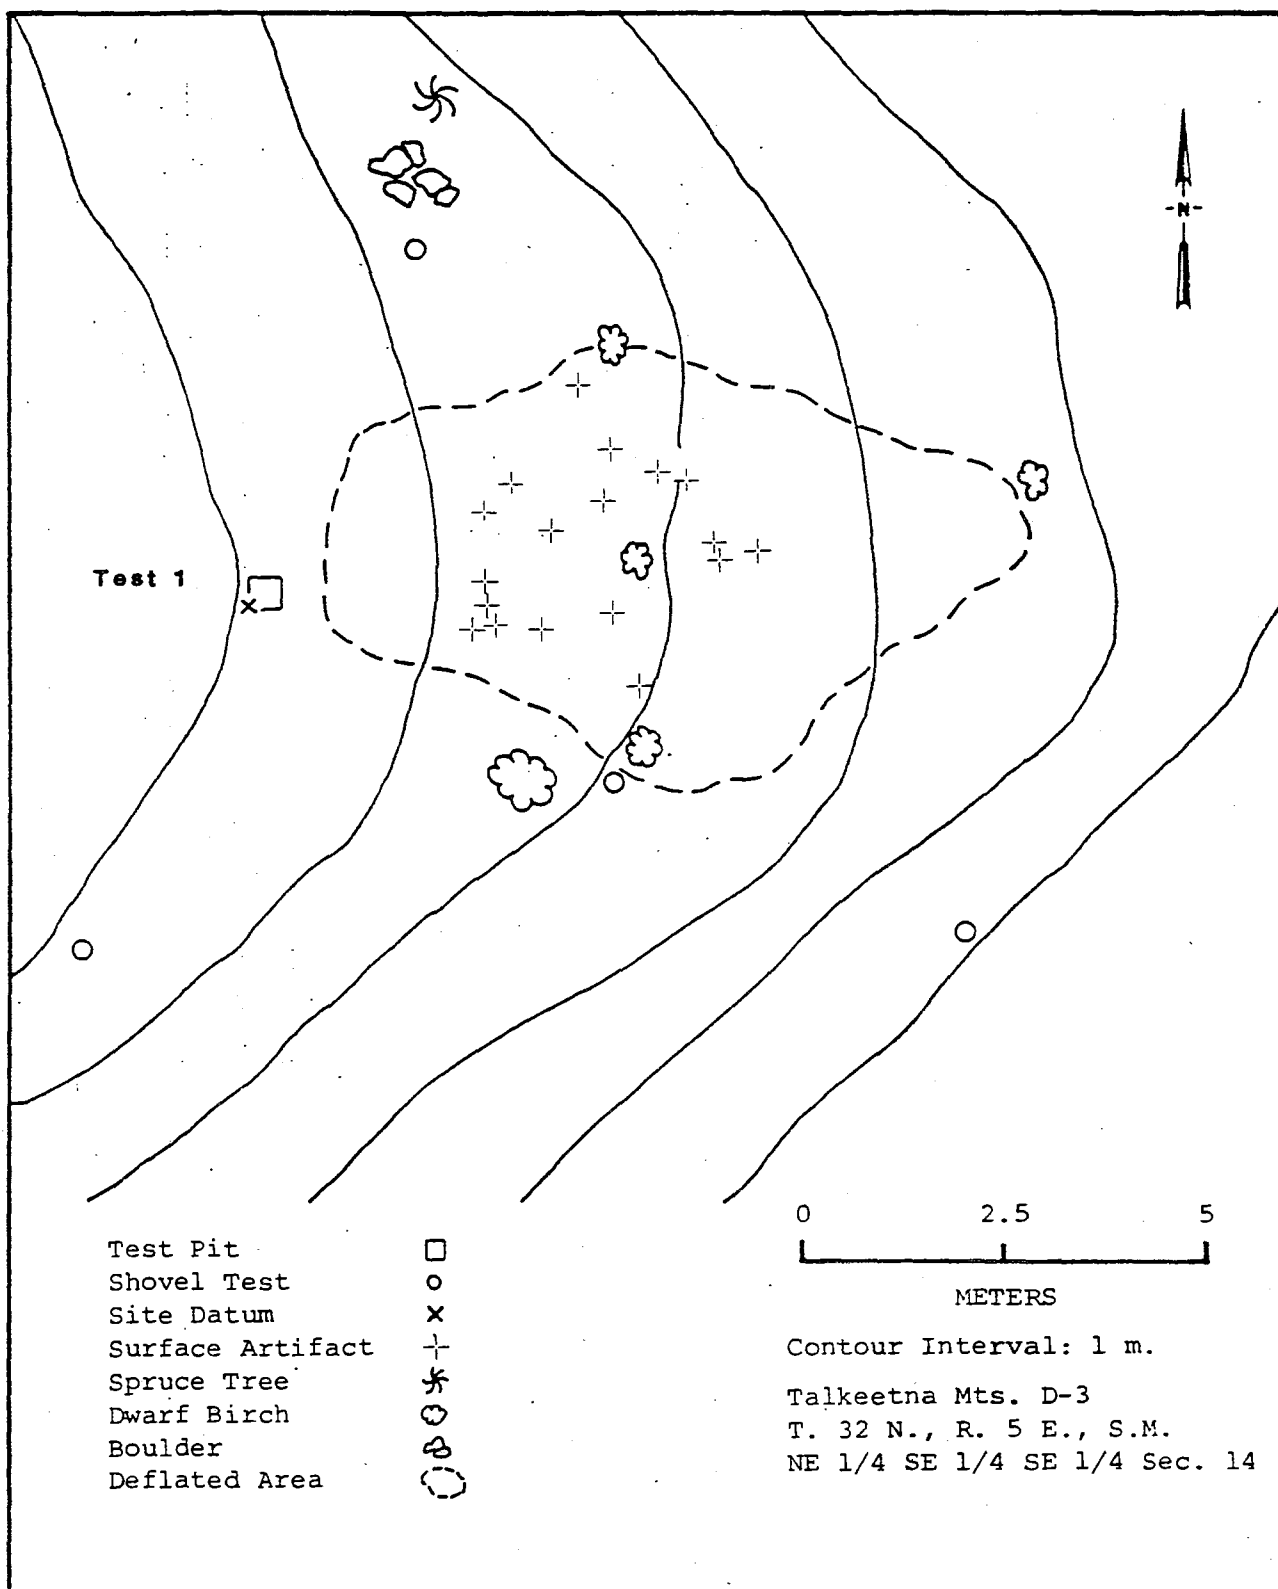 -N-
Test 1
0 2.5 5
METERS
Test Pit
Shovel Test
Site Datum
Surface Artifact
Spruce Tree
Dwarf Birch
Boulder
Deflated Area
Contour Interval: 1 m.
Talkeetna Mts. D-3
T. 32 N., R. 5 E., S.M.
NE 1/4 SE 1/4 SE 1/4 Sec. 14